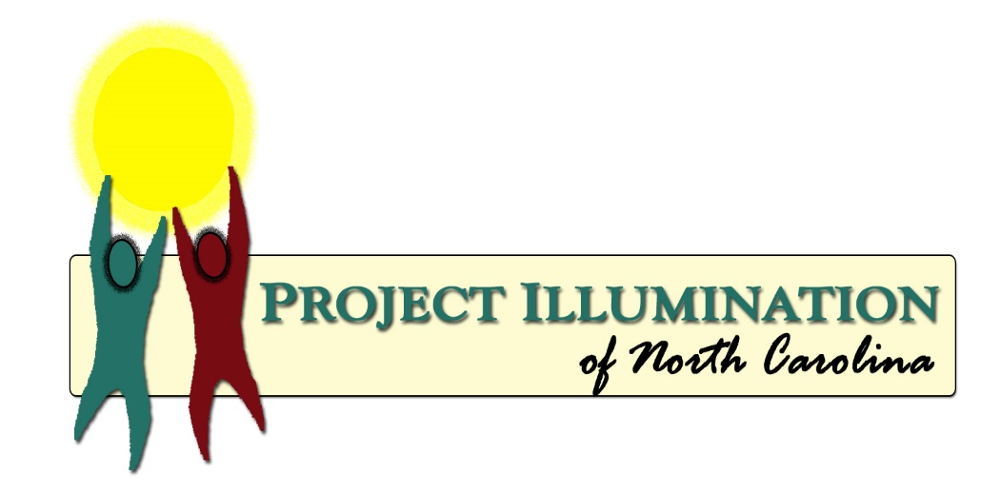 PROJECT ILLUMINATION
of North Carolina